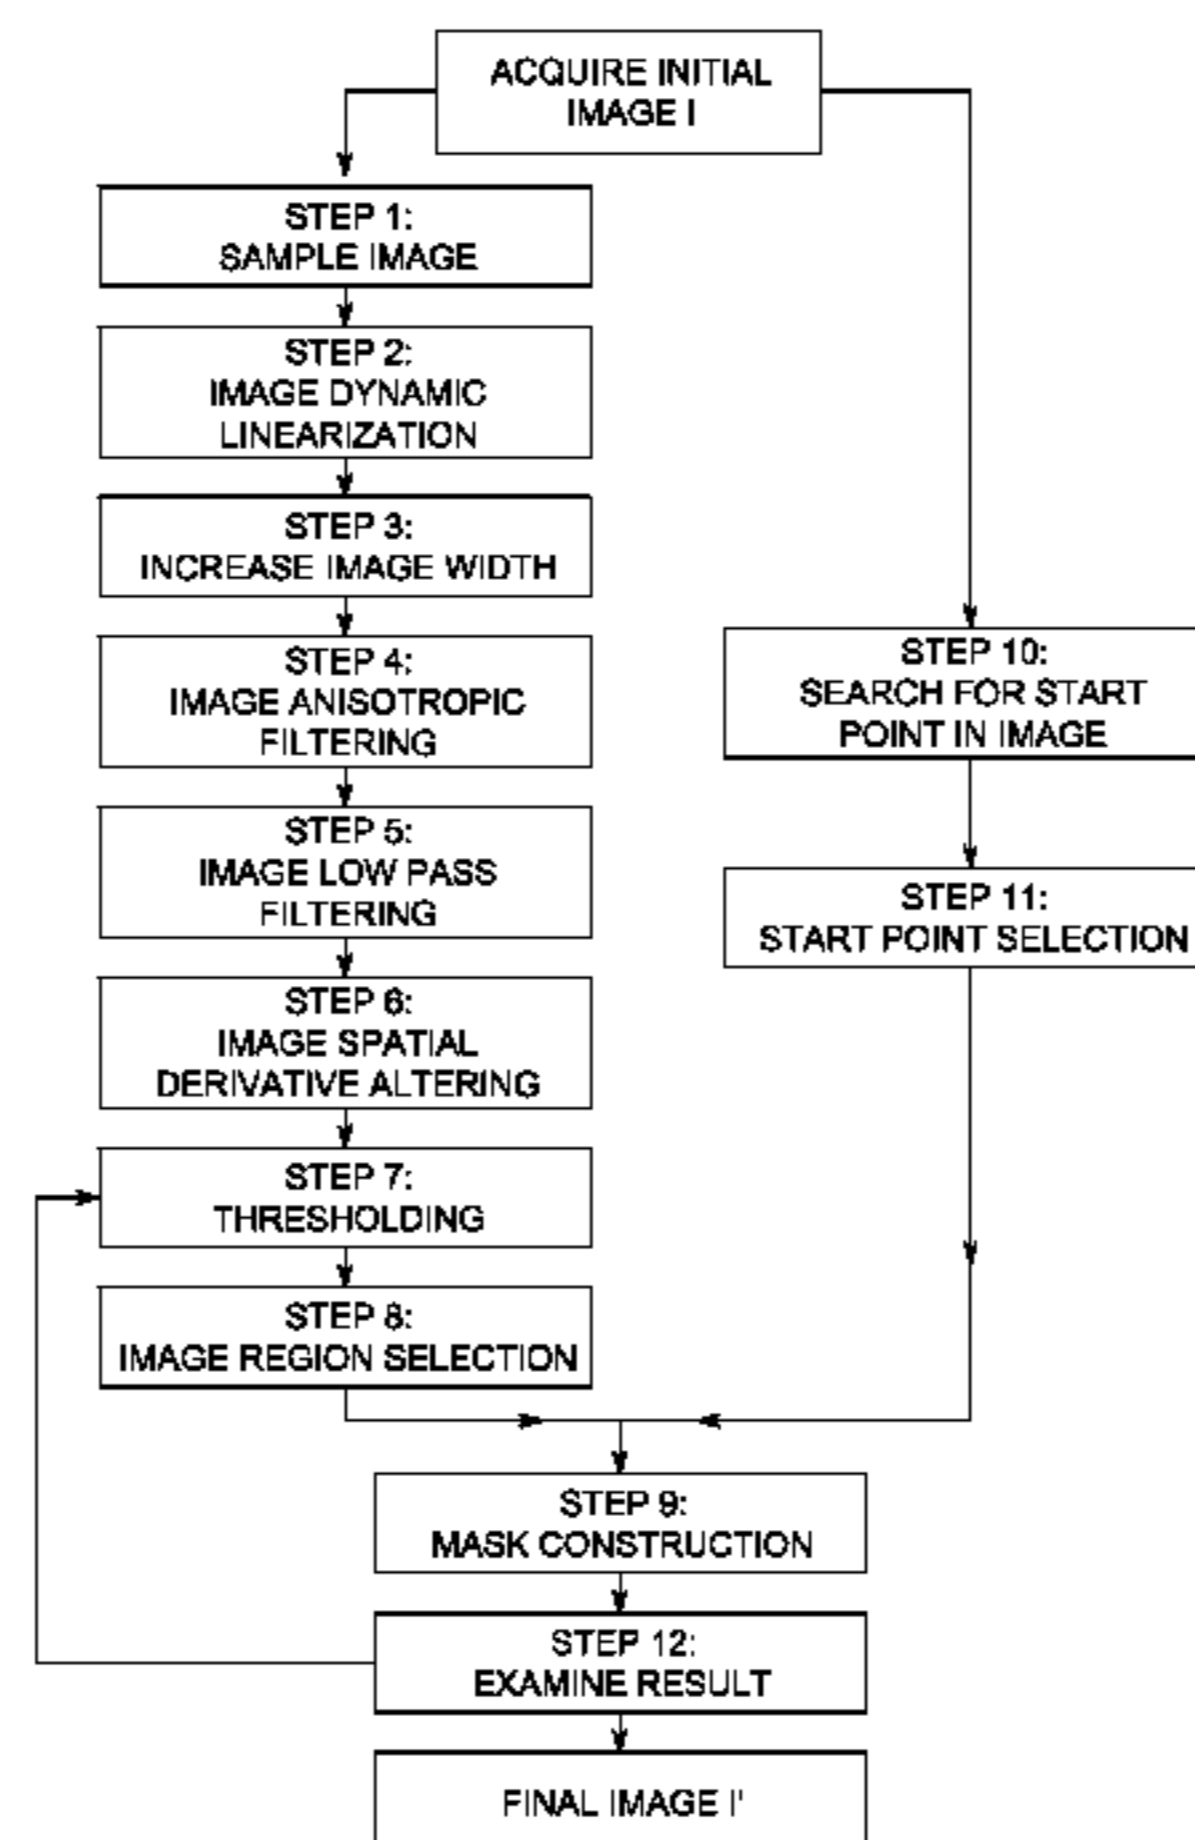 ACQUIRE INITIAL
IMAGE I
STEP 1:
SAMPLE IMAGE
STEP 2:
IMAGE DYNAMIC
LINEARIZATION
STEP 3:
INCREASE IMAGE WIDTH
STEP 4:
IMAGE ANISOTROPIC
FILTERING
STEP 5:
IMAGE LOW PASS
FILTERING
STEP 6:
IMAGE SPATIAL
DERIVATIVE ALTERING
STEP 7:
THRESHOLDING
STEP 8:
IMAGE REGION SELECTION
STEP 10:
SEARCH FOR START
POINT IN IMAGE
STEP 11:
START POINT SELECTION
STEP 9:
MASK CONSTRUCTION
STEP 12:
EXAMINE RESULT
FINAL IMAGE I'